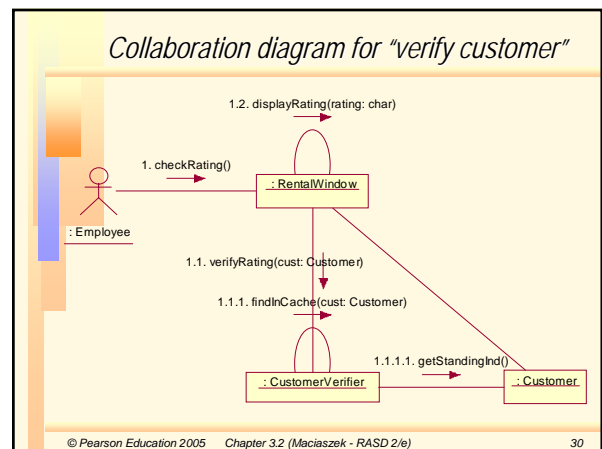 Collaboration diagram for "verify customer"
1.2. displayRating(rating: char)
1. checkRating()
: RentalWindow
: Employee
1.1. verifyRating(cust: Customer)
1.1.1. findInCache(cust: Customer)
1.1.1.1. getStandingInd()
: CustomerVerifier
: Customer
© Pearson Education 2005 Chapter 3.2 (Maciaszek - RASD 2/e) 30